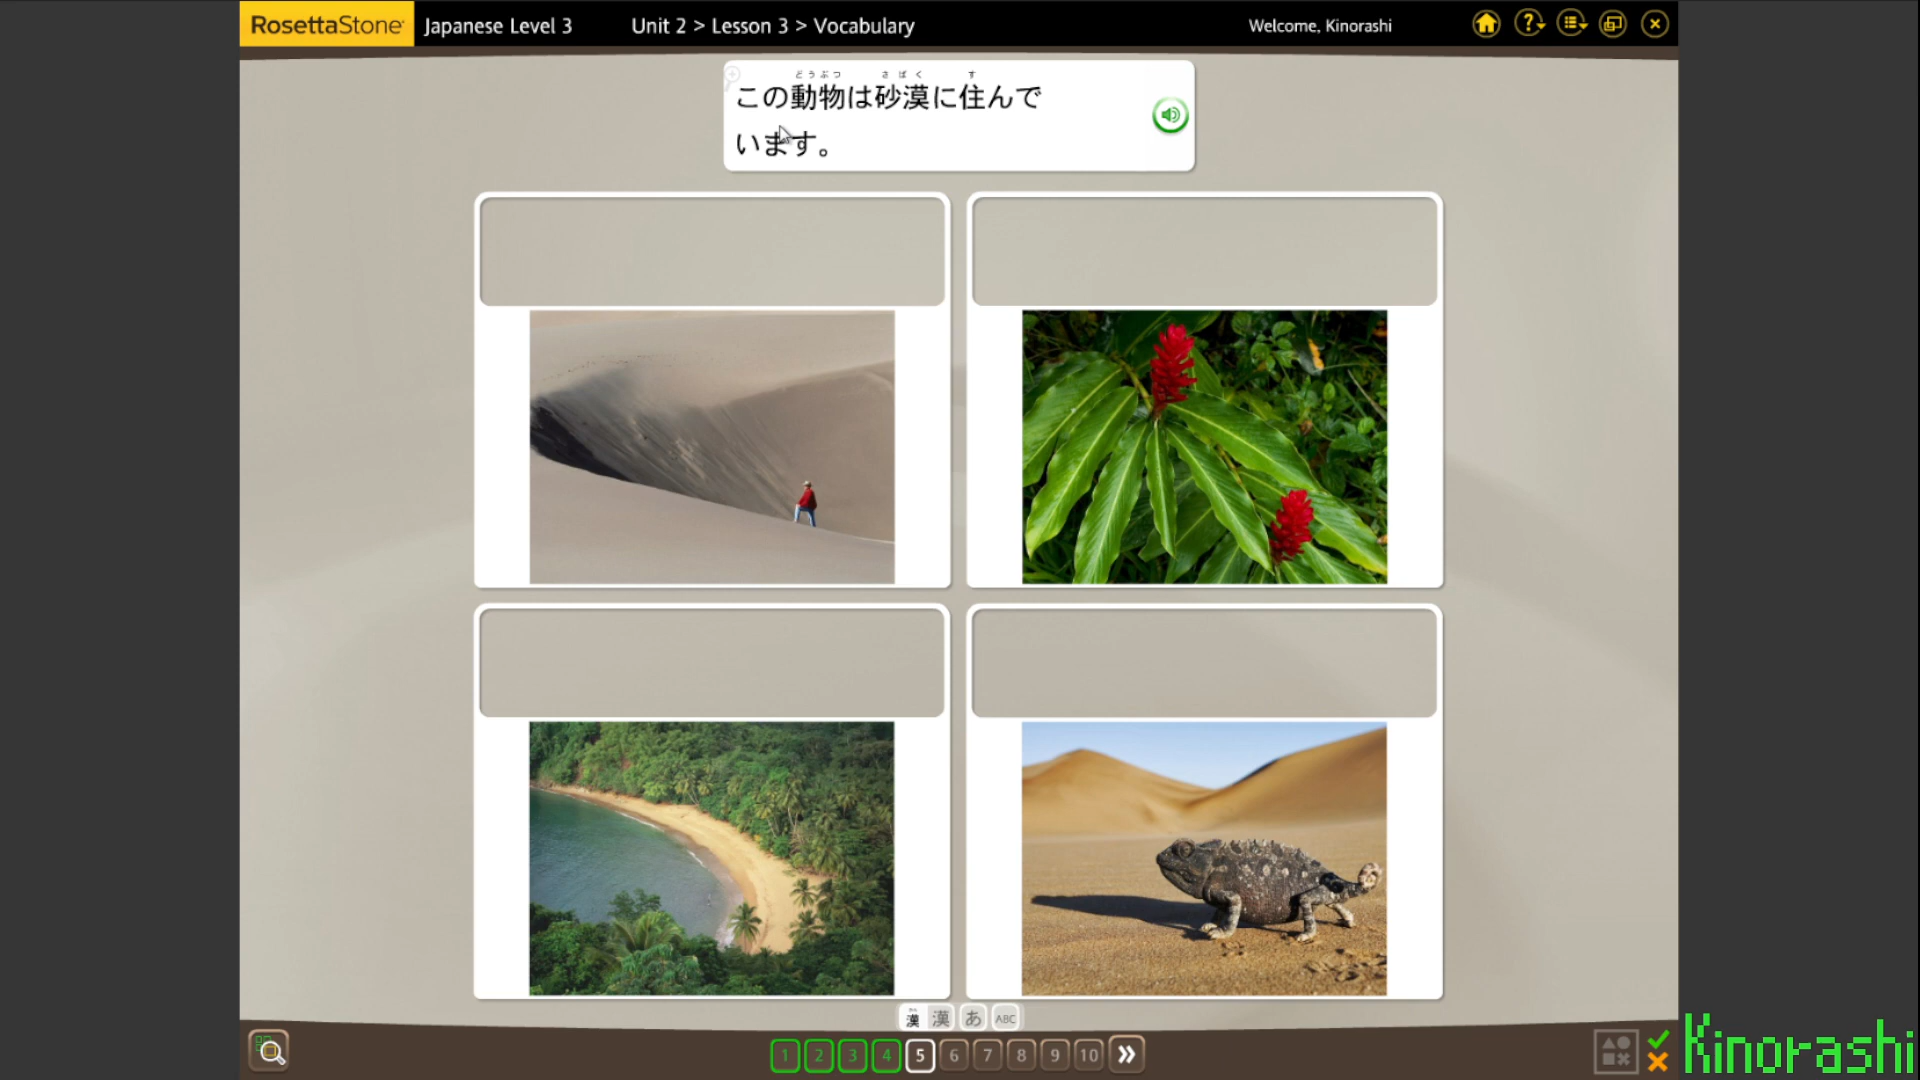 RosettaStone
Japanese Level 3
Unit 2 > Lesson 3 > Vocabulary
Welcome, Kinorashi
どうぶつ さばく す
この動物は砂漠に住んで
います。
漢 漢 あ ABC
1 2 3 4 5 6 7 8 9 10
Kinorashi